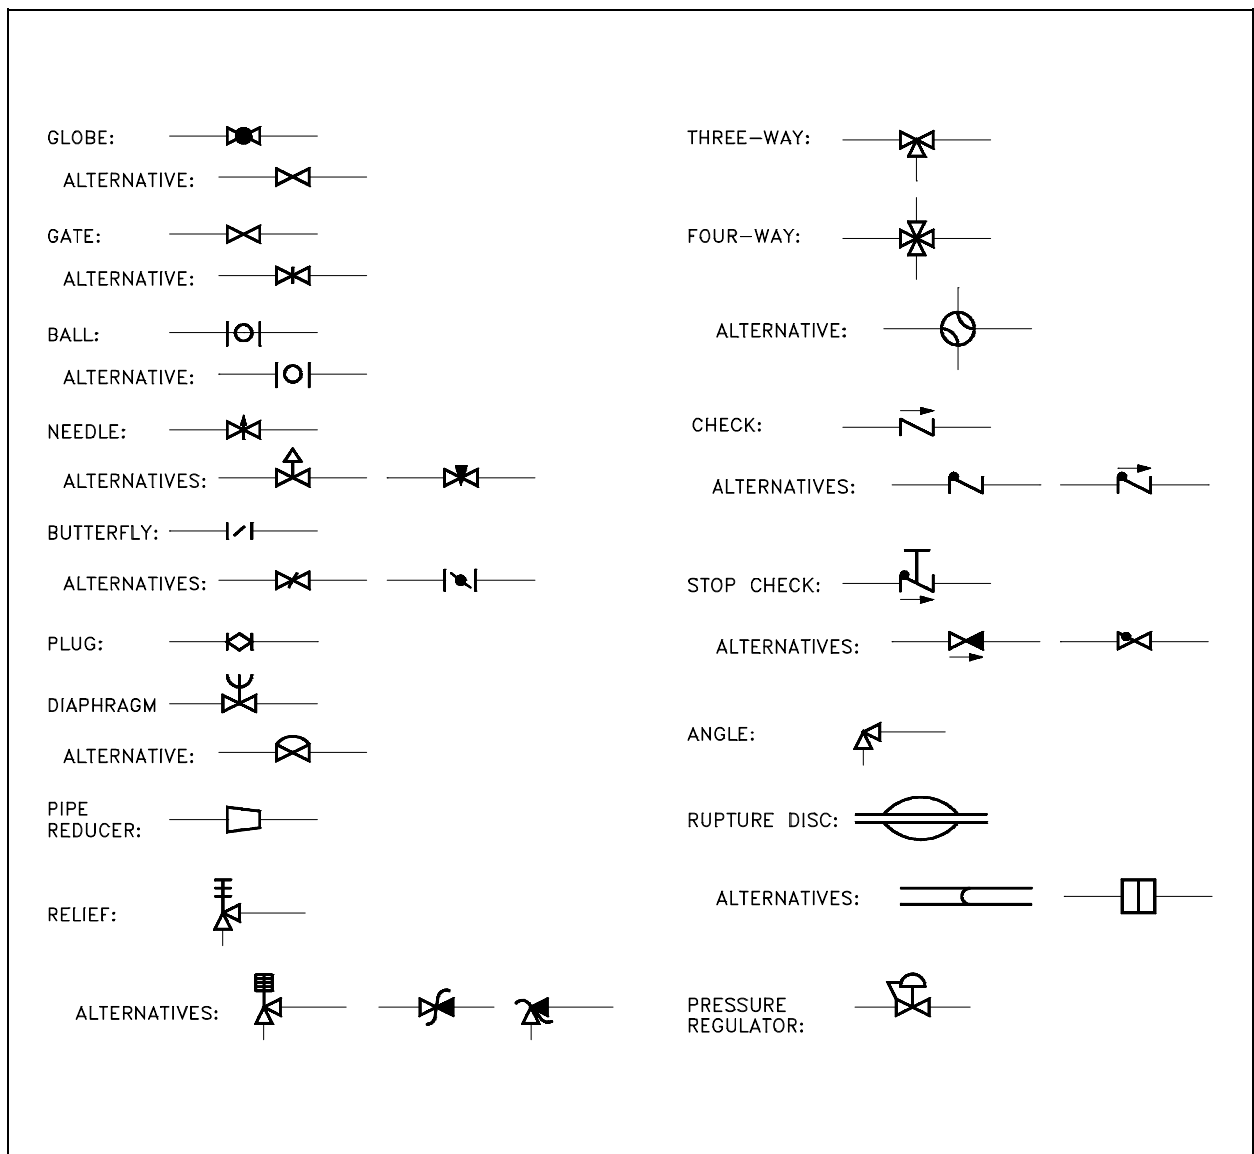 GLOBE:
ALTERNATIVE:
GATE:
ALTERNATIVE:
BALL:
ALTERNATIVE:
NEEDLE:
ALTERNATIVES:
BUTTERFLY:
ALTERNATIVES:
PLUG:
DIAPHRAGM
ALTERNATIVE:
PIPE
REDUCER:
RELIEF:
ALTERNATIVES:
THREE-WAY:
FOUR-WAY:
ALTERNATIVE:
CHECK:
ALTERNATIVES:
STOP CHECK:
ALTERNATIVES:
ANGLE:
RUPTURE DISC:
ALTERNATIVES:
PRESSURE
REGULATOR: